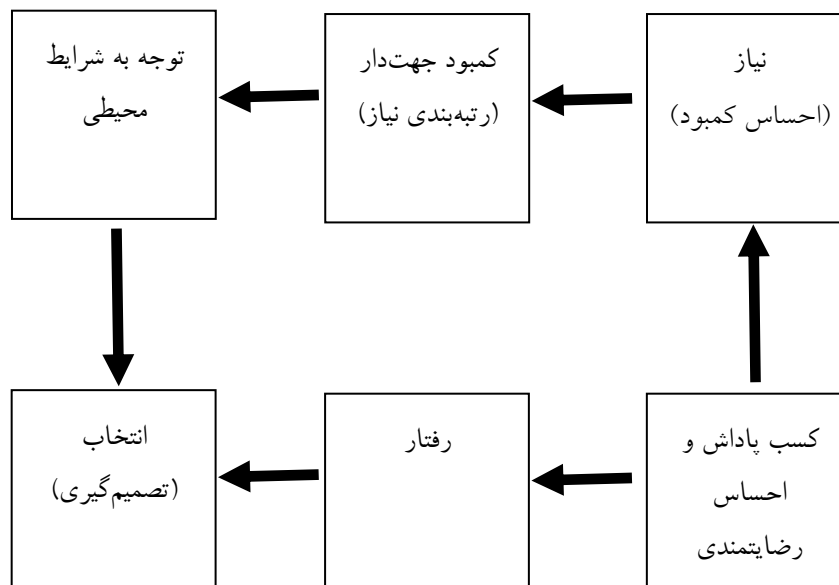 نیاز
(احساس کمبود)
کمبود جهت‌دار
(رتبه‌بندی نیاز)
توجه به شرایط
محیطی
کسب پاداش و
احساس
رضایتمندی
رفتار
انتخاب
(تصمیم‌گیری)